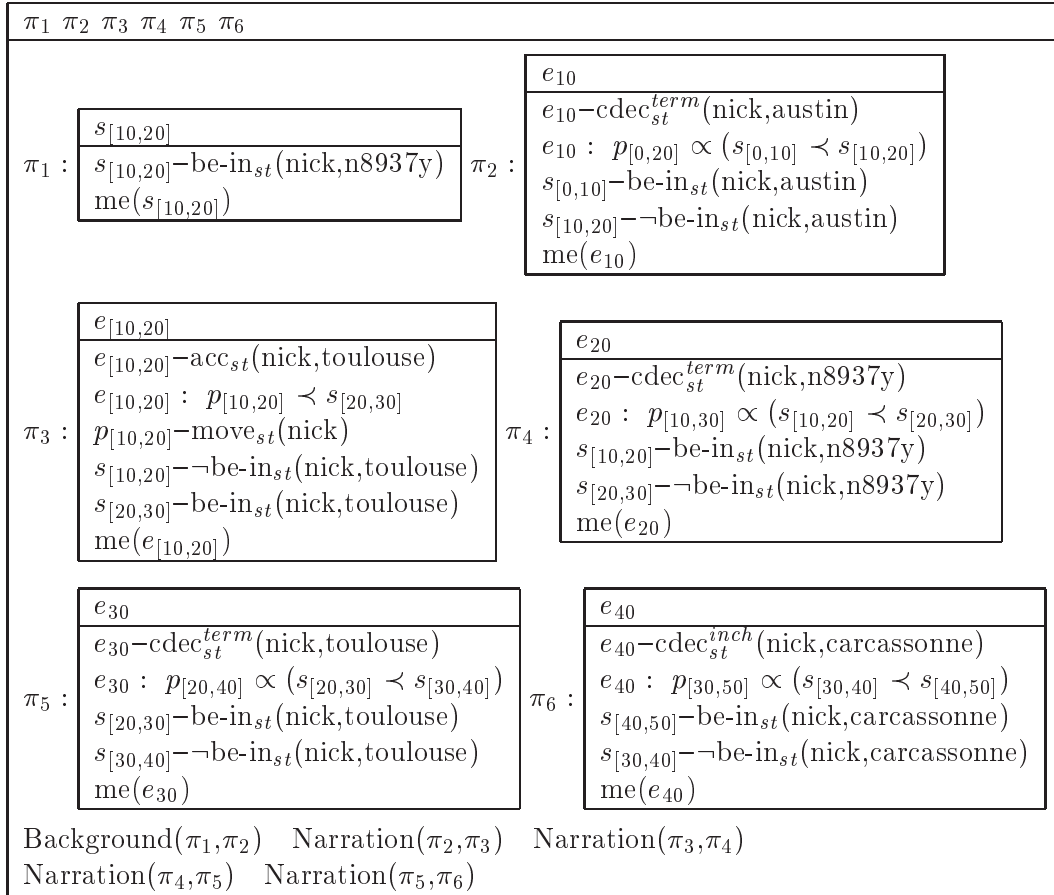 π₁ π₂ π₃ π₄ π₅ π₆
π₁ :
s[10,20]
s[10,20]–be-inₛₜ(nick,n8937y)
me(s[10,20])
π₂ :
e₁₀
e₁₀–cdecₛₜᵗᵉʳᵐ(nick,austin)
e₁₀ : p[0,20] ∝ (s[0,10] ≺ s[10,20])
s[0,10]–be-inₛₜ(nick,austin)
s[10,20]–¬be-inₛₜ(nick,austin)
me(e₁₀)
π₃ :
e[10,20]
e[10,20]–accₛₜ(nick,toulouse)
e[10,20] : p[10,20] ≺ s[20,30]
p[10,20]–moveₛₜ(nick)
s[10,20]–¬be-inₛₜ(nick,toulouse)
s[20,30]–be-inₛₜ(nick,toulouse)
me(e[10,20])
π₄ :
e₂₀
e₂₀–cdecₛₜᵗᵉʳᵐ(nick,n8937y)
e₂₀ : p[10,30] ∝ (s[10,20] ≺ s[20,30])
s[10,20]–be-inₛₜ(nick,n8937y)
s[20,30]–¬be-inₛₜ(nick,n8937y)
me(e₂₀)
π₅ :
e₃₀
e₃₀–cdecₛₜᵗᵉʳᵐ(nick,toulouse)
e₃₀ : p[20,40] ∝ (s[20,30] ≺ s[30,40])
s[20,30]–be-inₛₜ(nick,toulouse)
s[30,40]–¬be-inₛₜ(nick,toulouse)
me(e₃₀)
π₆ :
e₄₀
e₄₀–cdecₛₜⁱⁿᶜʰ(nick,carcassonne)
e₄₀ : p[30,50] ∝ (s[30,40] ≺ s[40,50])
s[40,50]–be-inₛₜ(nick,carcassonne)
s[30,40]–¬be-inₛₜ(nick,carcassonne)
me(e₄₀)
Background(π₁,π₂) Narration(π₂,π₃) Narration(π₃,π₄)
Narration(π₄,π₅) Narration(π₅,π₆)